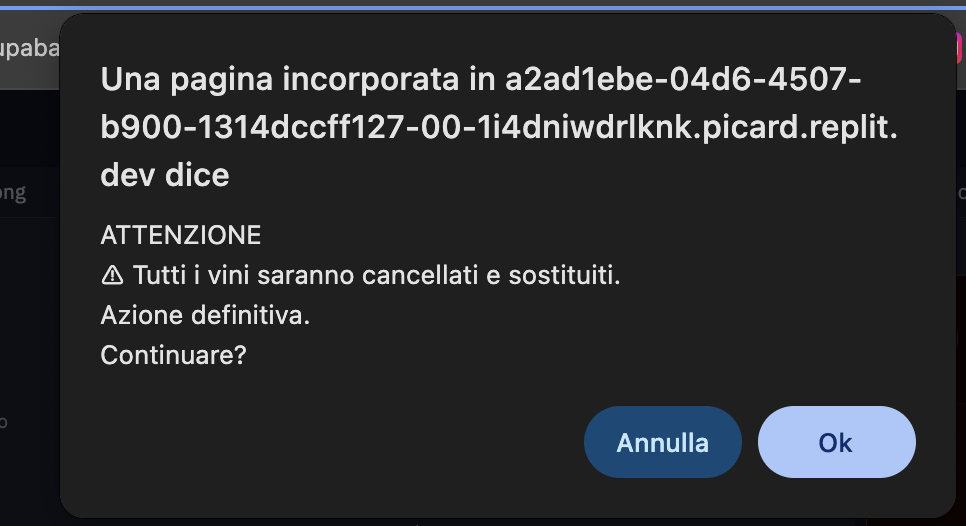 upaba
Una pagina incorporata in a2ad1ebe-04d6-4507-
b900-1314dccff127-00-1i4dniwdrlknk.picard.replit.
dev dice
ong
ATTENZIONE
⚠ Tutti i vini saranno cancellati e sostituiti.
Azione definitiva.
Continuare?
Annulla
Ok